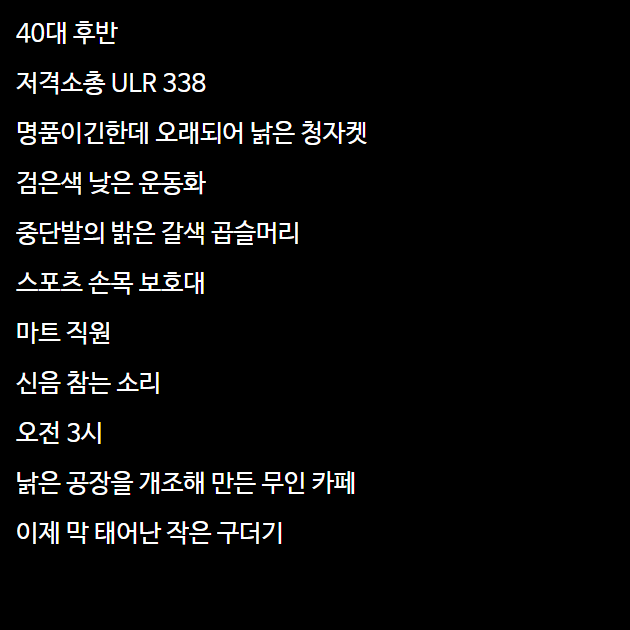 40대 후반
저격소총 ULR 338
명품이긴한데 오래되어 낡은 청자켓
검은색 낮은 운동화
중단발의 밝은 갈색 곱슬머리
스포츠 손목 보호대
마트 직원
신음 참는 소리
오전 3시
낡은 공장을 개조해 만든 무인 카페
이제 막 태어난 작은 구더기